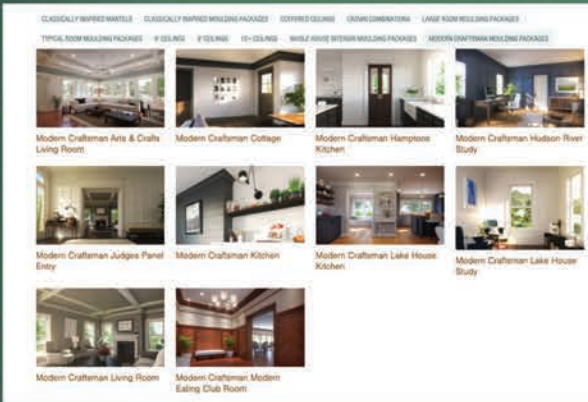 CLASSICALLY INSPIRED MANTELS CLASSICALLY INSPIRED MOULDING PACKAGES COFFERED CEILINGS CROWN COMBINATIONS LARGE ROOM MOULDING PACKAGES
TYPICAL ROOM MOULDING PACKAGES 8' CEILINGS 9' CEILINGS 10'+ CEILINGS WHOLE HOUSE INTERIOR MOULDING PACKAGES MODERN CRAFTSMAN MOULDING PACKAGES
Modern Craftsman Arts & Crafts
Living Room
Modern Craftsman Cottage
Modern Craftsman Hamptons
Kitchen
Modern Craftsman Hudson River
Study
Modern Craftsman Judges Panel
Entry
Modern Craftsman Kitchen
Modern Craftsman Lake House
Kitchen
Modern Craftsman Lake House
Study
Modern Craftsman Living Room
Modern Craftsman Modern
Eating Club Room